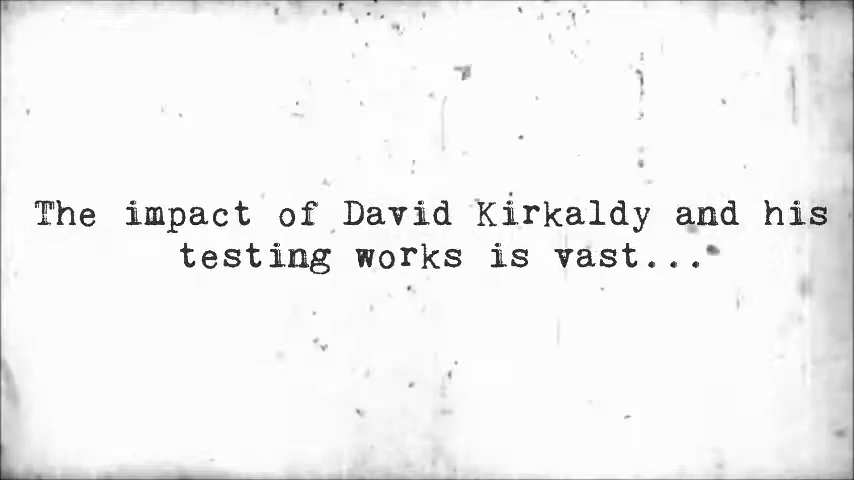 The impact of David Kirkaldy and his
testing works is vast...